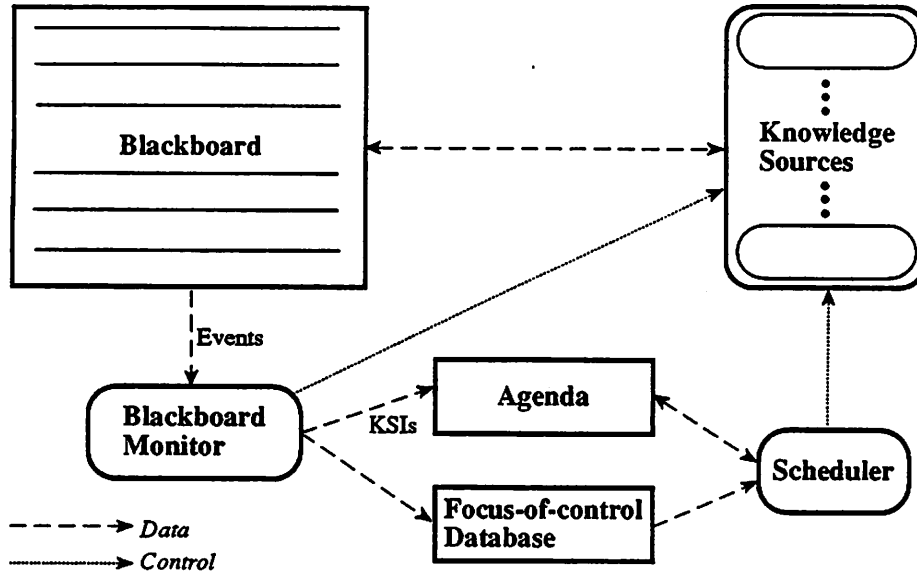 Blackboard
Knowledge
Sources
Events
Blackboard
Monitor
KSIs
Agenda
Scheduler
Focus-of-control
Database
Data
Control